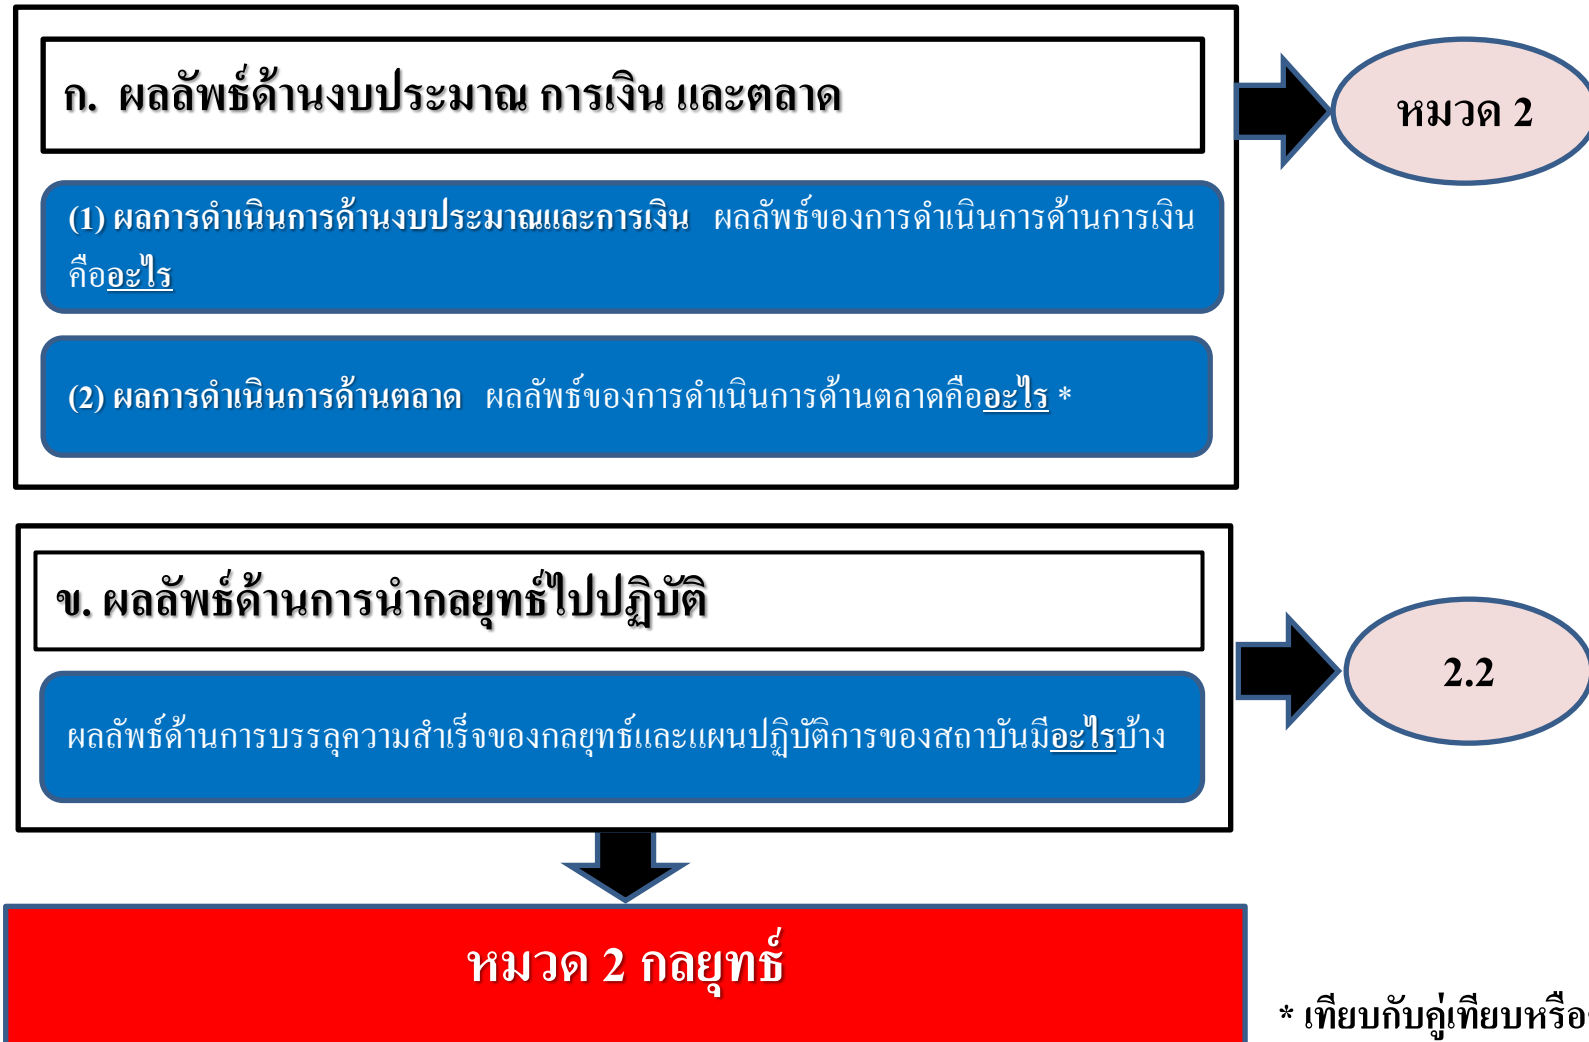 ก. ผลลัพธ์ด้านงบประมาณ การเงิน และตลาด
หมวด 2
(1) ผลการดำเนินการด้านงบประมาณและการเงิน ผลลัพธ์ของการดำเนินการด้านการเงิน
คืออะไร
(2) ผลการดำเนินการด้านตลาด ผลลัพธ์ของการดำเนินการด้านตลาดคืออะไร *
ข. ผลลัพธ์ด้านการนำกลยุทธ์ไปปฏิบัติ
2.2
ผลลัพธ์ด้านการบรรลุความสำเร็จของกลยุทธ์และแผนปฏิบัติการของสถาบันมีอะไรบ้าง
หมวด 2 กลยุทธ์
* เทียบกับคู่เทียบหรือ